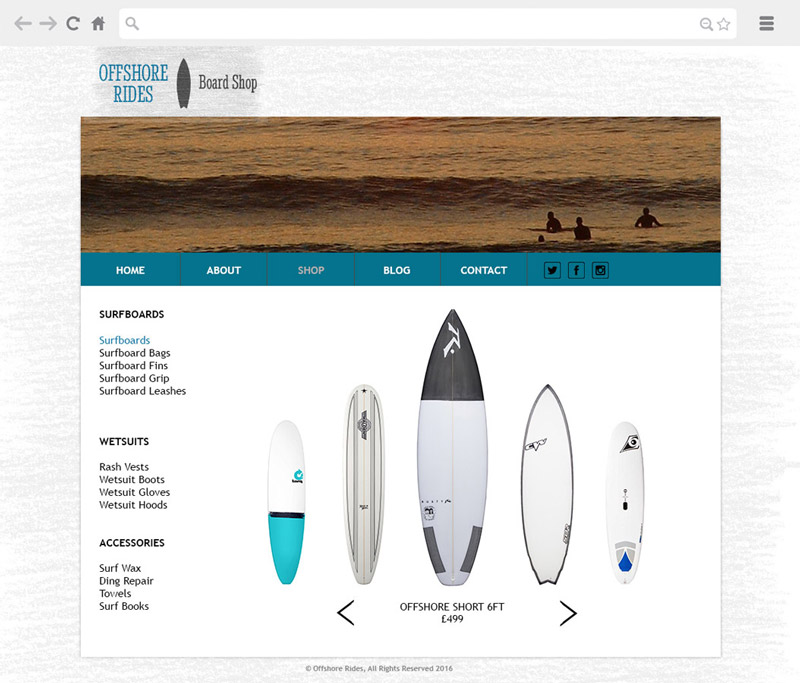 OFFSHORE
RIDES
Board Shop
HOME ABOUT SHOP BLOG CONTACT
SURFBOARDS
Surfboards
Surfboard Bags
Surfboard Fins
Surfboard Grip
Surfboard Leashes
WETSUITS
Rash Vests
Wetsuit Boots
Wetsuit Gloves
Wetsuit Hoods
ACCESSORIES
Surf Wax
Ding Repair
Towels
Surf Books
OFFSHORE SHORT 6FT
£499
© Offshore Rides, All Rights Reserved 2016